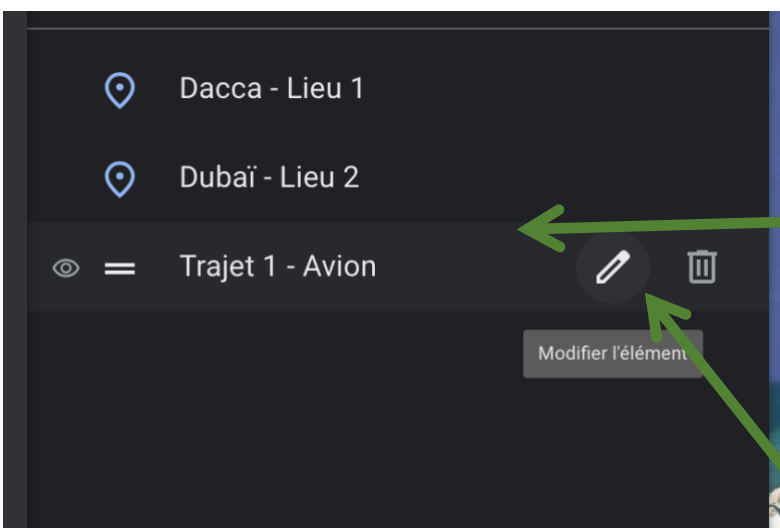 Dacca - Lieu 1
Dubaï - Lieu 2
Trajet 1 - Avion
Modifier l'élément